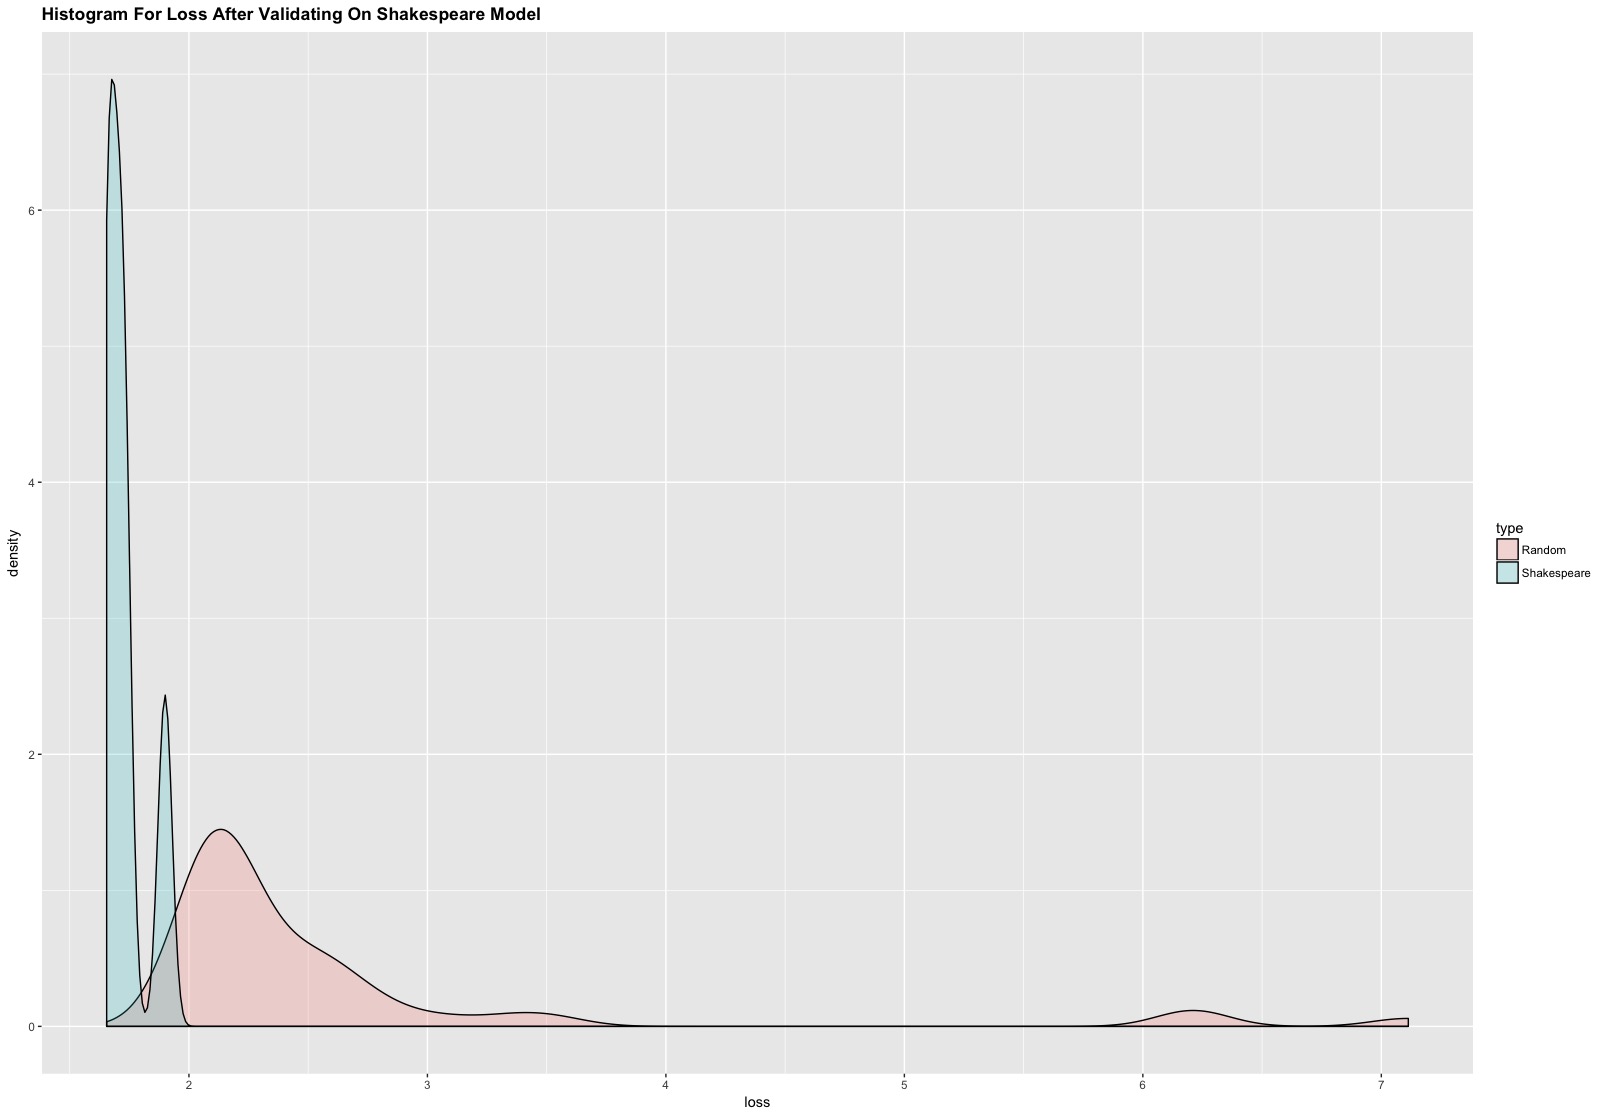 Histogram For Loss After Validating On Shakespeare Model
6
4
2
0
density
2 3 4 5 6 7
loss
type
Random
Shakespeare